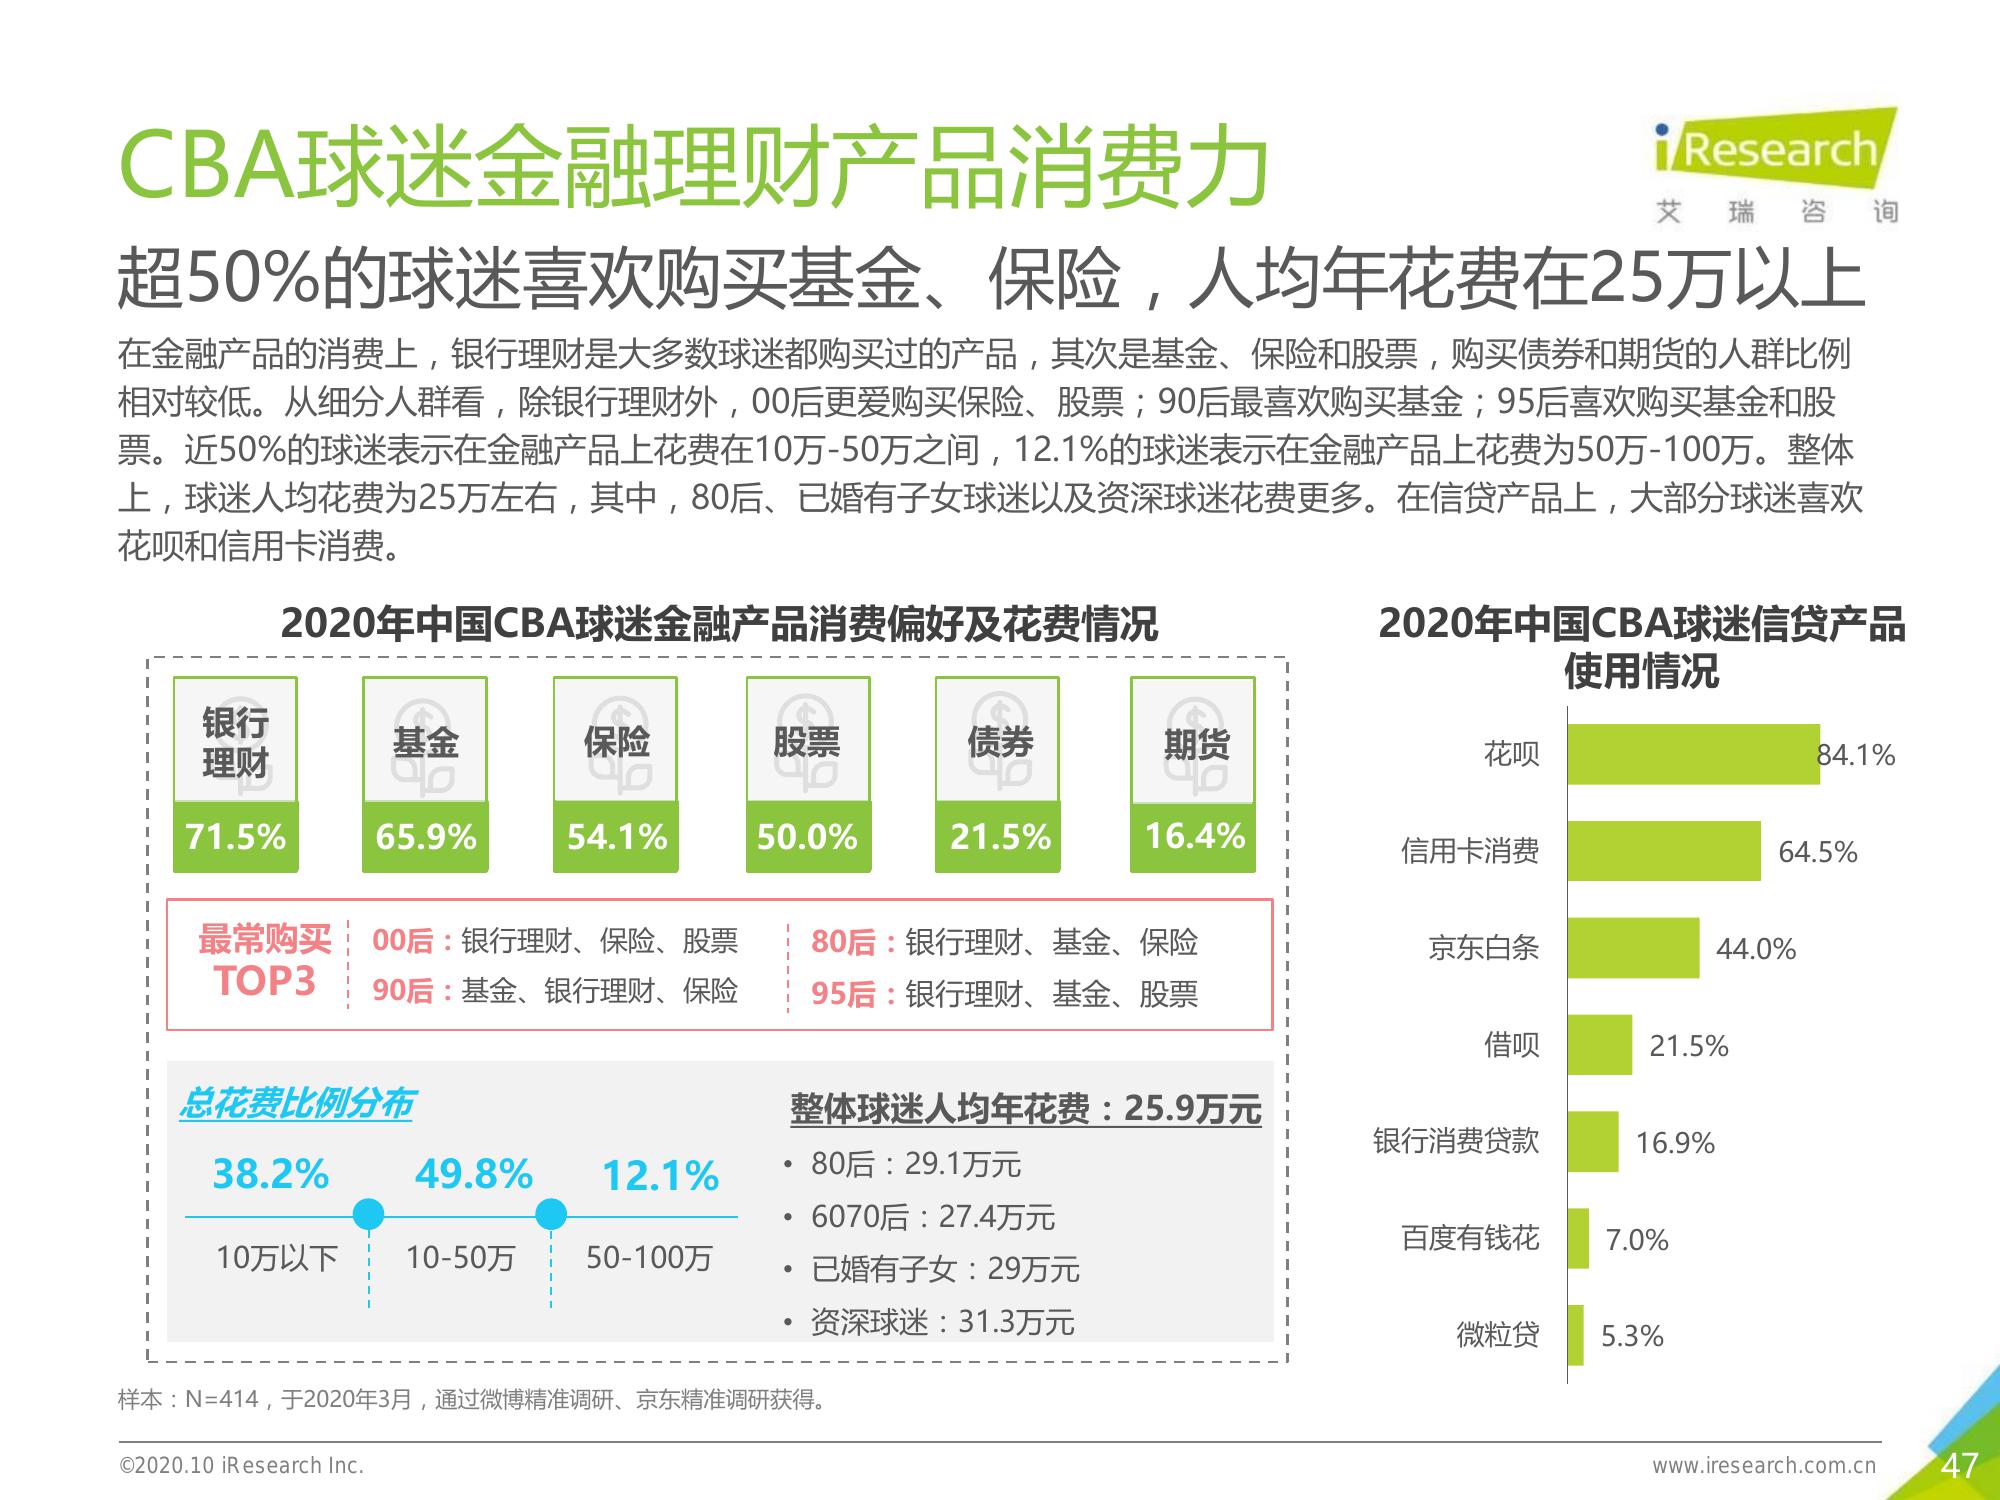 CBA球迷金融理财产品消费力
iResearch
艾瑞咨询
超50%的球迷喜欢购买基金、保险，人均年花费在25万以上
在金融产品的消费上，银行理财是大多数球迷都购买过的产品，其次是基金、保险和股票，购买债券和期货的人群比例
相对较低。从细分人群看，除银行理财外，00后更爱购买保险、股票；90后最喜欢购买基金；95后喜欢购买基金和股
票。近50%的球迷表示在金融产品上花费在10万-50万之间，12.1%的球迷表示在金融产品上花费为50万-100万。整体
上，球迷人均花费为25万左右，其中，80后、已婚有子女球迷以及资深球迷花费更多。在信贷产品上，大部分球迷喜欢
花呗和信用卡消费。
2020年中国CBA球迷金融产品消费偏好及花费情况
银行
理财
71.5%
基金
65.9%
保险
54.1%
股票
50.0%
债券
21.5%
期货
16.4%
最常购买
TOP3
00后：银行理财、保险、股票
90后：基金、银行理财、保险
80后：银行理财、基金、保险
95后：银行理财、基金、股票
总花费比例分布
38.2%
49.8%
12.1%
10万以下
10-50万
50-100万
整体球迷人均年花费：25.9万元
• 80后：29.1万元
• 6070后：27.4万元
• 已婚有子女：29万元
• 资深球迷：31.3万元
2020年中国CBA球迷信贷产品
使用情况
花呗 84.1%
信用卡消费 64.5%
京东白条 44.0%
借呗 21.5%
银行消费贷款 16.9%
百度有钱花 7.0%
微粒贷 5.3%
样本：N=414，于2020年3月，通过微博精准调研、京东精准调研获得。
©2020.10 iResearch Inc.
www.iresearch.com.cn
47